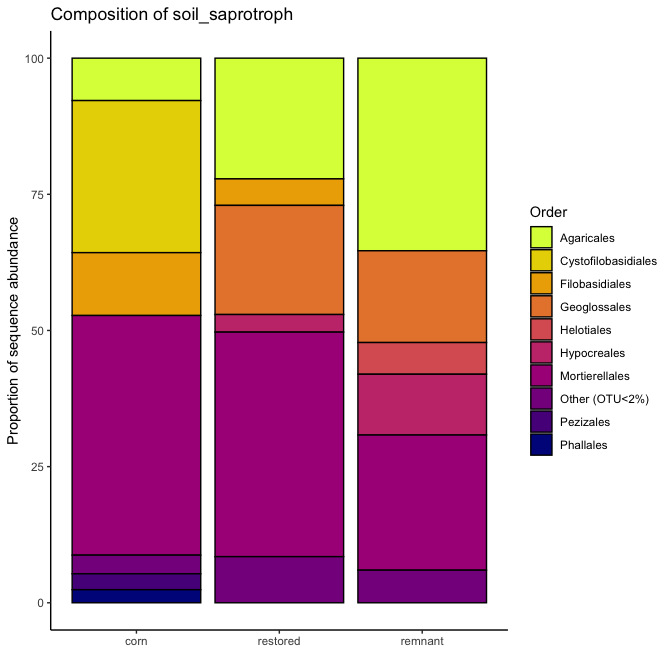 Composition of soil_saprotroph
Proportion of sequence abundance
100
75
50
25
0
corn
restored
remnant
Order
Agaricales
Cystofilobasidiales
Filobasidiales
Geoglossales
Helotiales
Hypocreales
Mortierellales
Other (OTU<2%)
Pezizales
Phallales